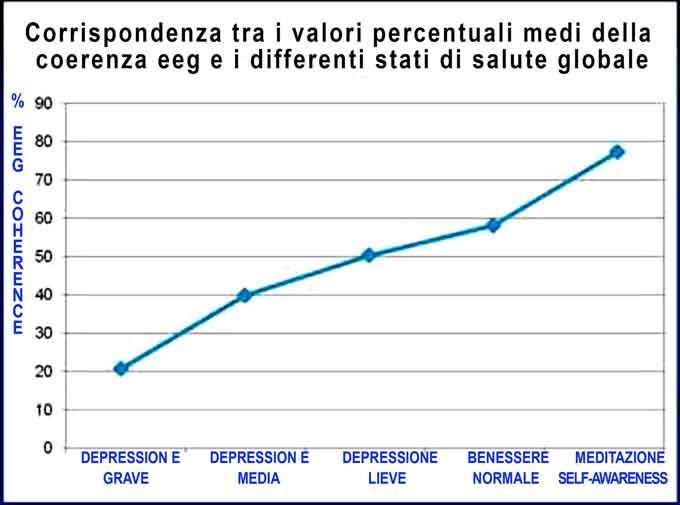 Corrispondenza tra i valori percentuali medi della
coerenza eeg e i differenti stati di salute globale
% EEG COHERENCE
90
80
70
60
50
40
30
20
10
0
DEPRESSION E
GRAVE
DEPRESSION E
MEDIA
DEPRESSIONE
LIEVE
BENESSERE
NORMALE
MEDITAZIONE
SELF-AWARENESS